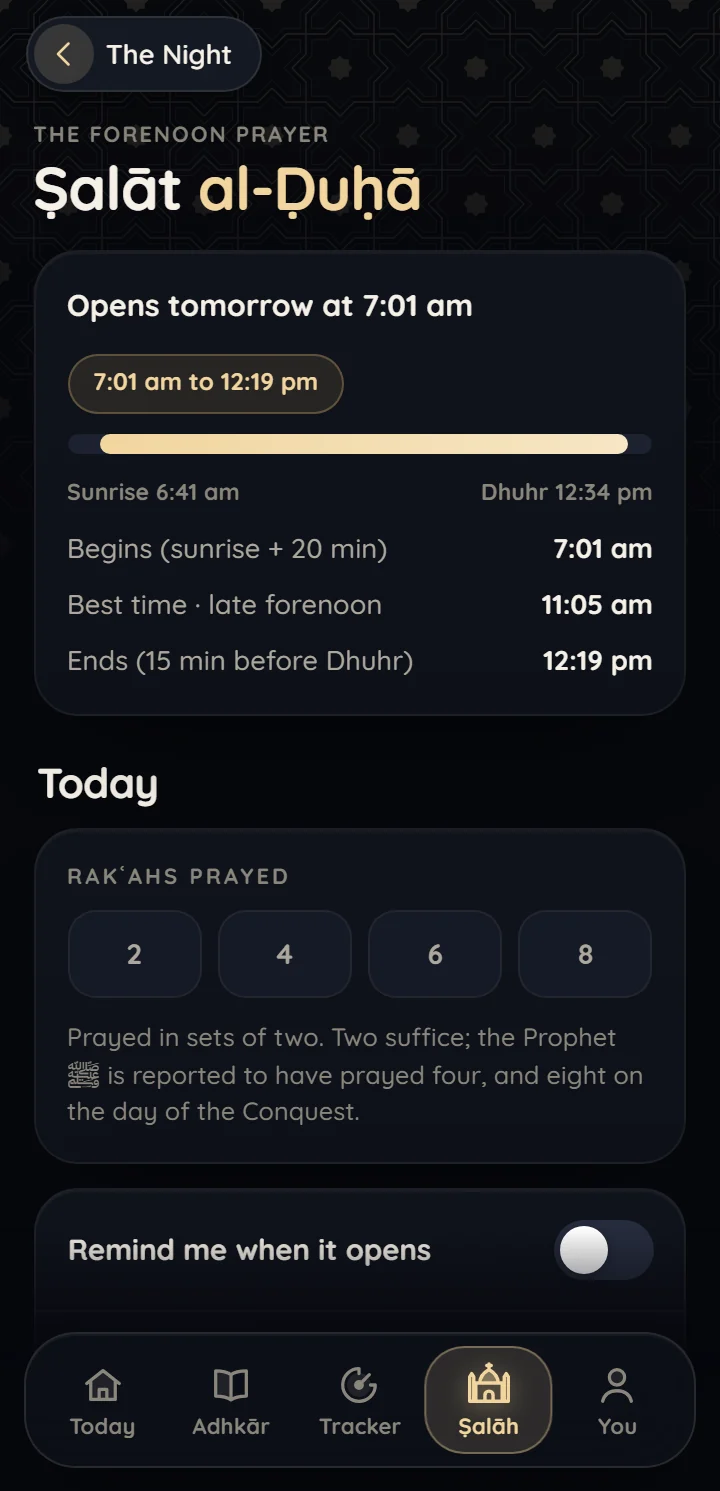 The Night
THE FORENOON PRAYER
Ṣalāt al-Ḍuḥā
Opens tomorrow at 7:01 am
7:01 am to 12:19 pm
Sunrise 6:41 am
Dhuhr 12:34 pm
Begins (sunrise + 20 min)
7:01 am
Best time · late forenoon
11:05 am
Ends (15 min before Dhuhr)
12:19 pm
Today
RAKʿAHS PRAYED
2
4
6
8
Prayed in sets of two. Two suffice; the Prophet
ﷺ is reported to have prayed four, and eight on
the day of the Conquest.
Remind me when it opens
Today
Adhkār
Tracker
Ṣalāh
You